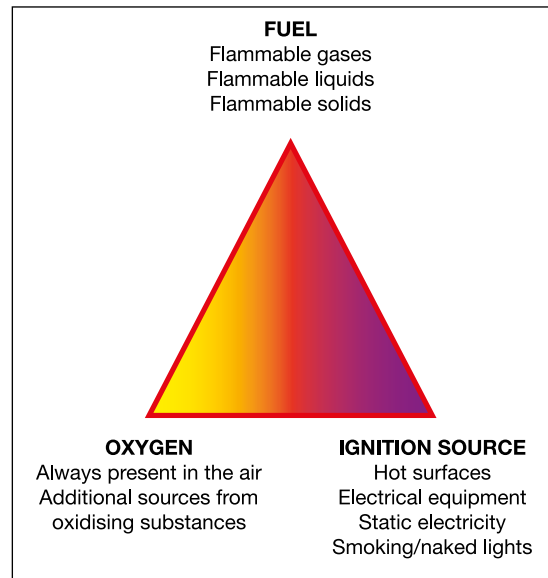 FUEL
Flammable gases
Flammable liquids
Flammable solids
OXYGEN
Always present in the air
Additional sources from
oxidising substances
IGNITION SOURCE
Hot surfaces
Electrical equipment
Static electricity
Smoking/naked lights